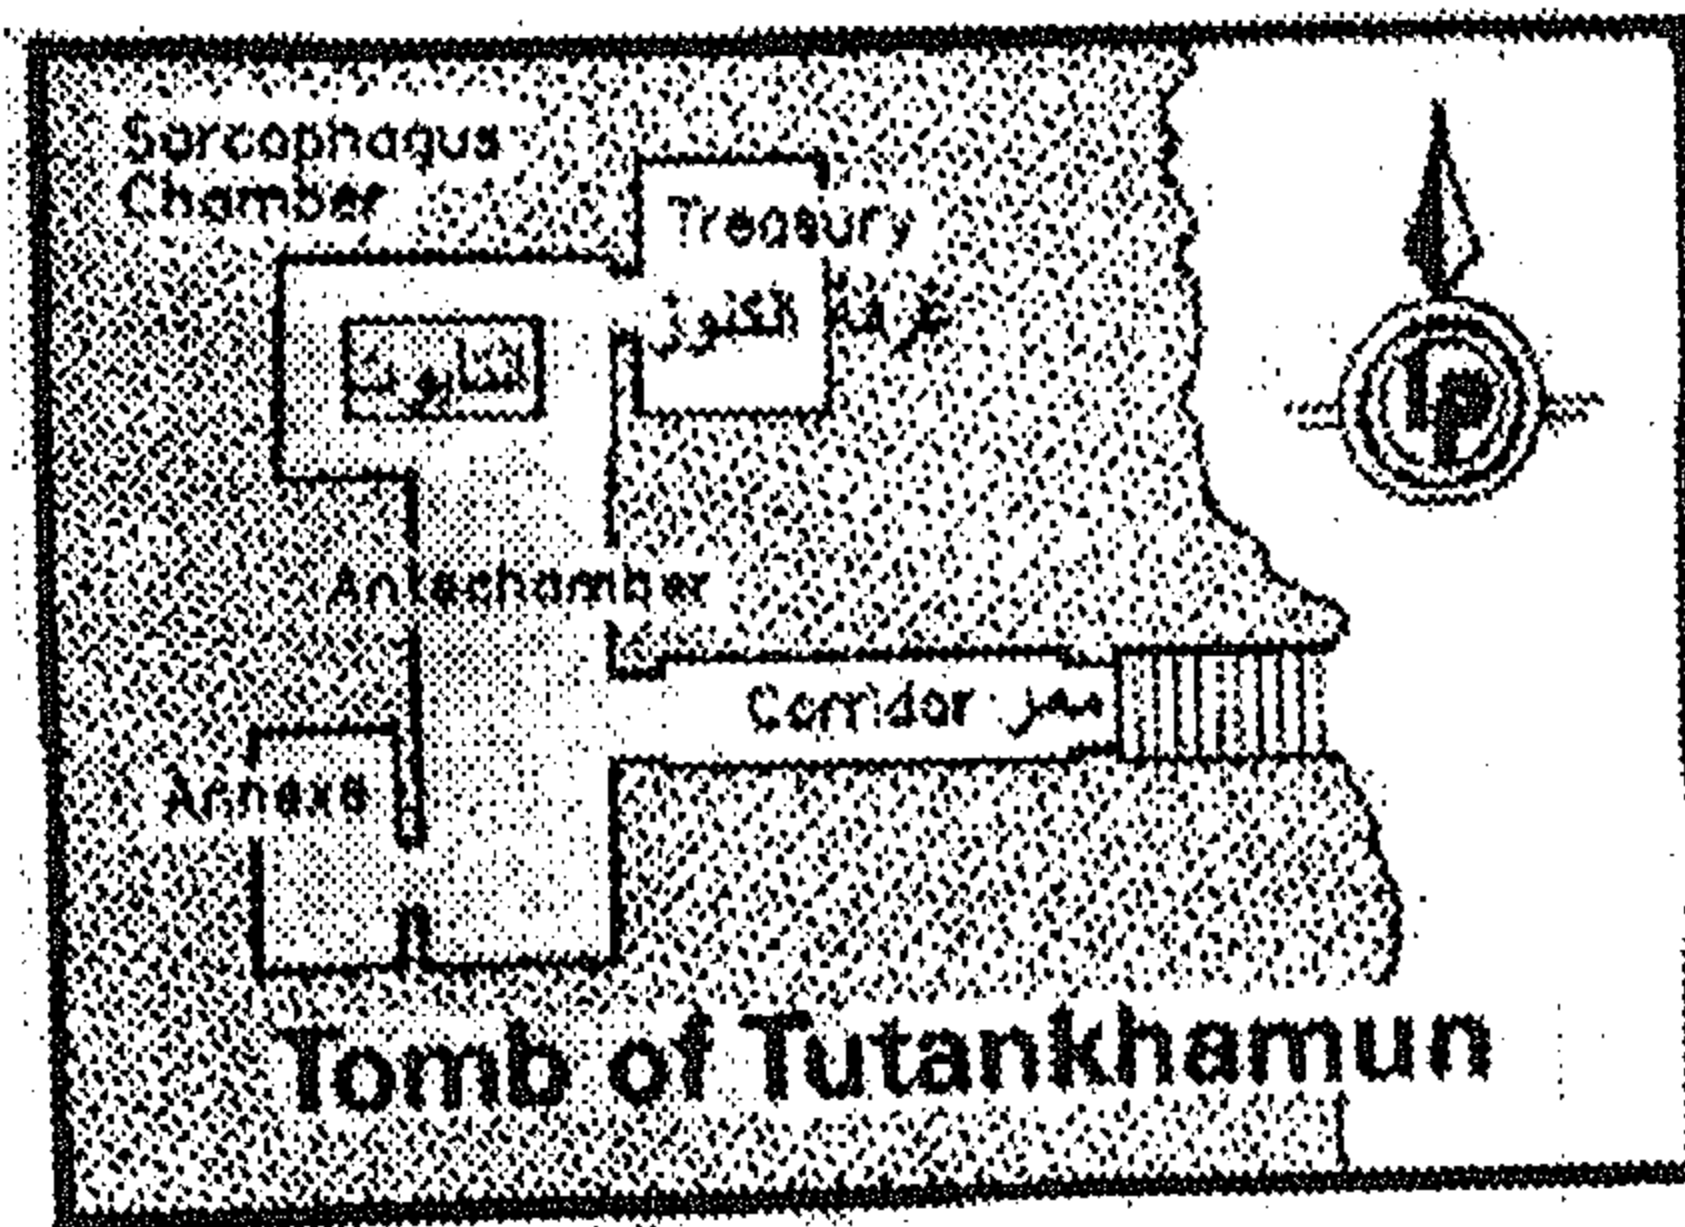 Sarcophagus
Chamber
Treasury
غرفة الكنوز
التابوت
Antechamber
Corridor ممر
Annexe
lp
Tomb of Tutankhamun